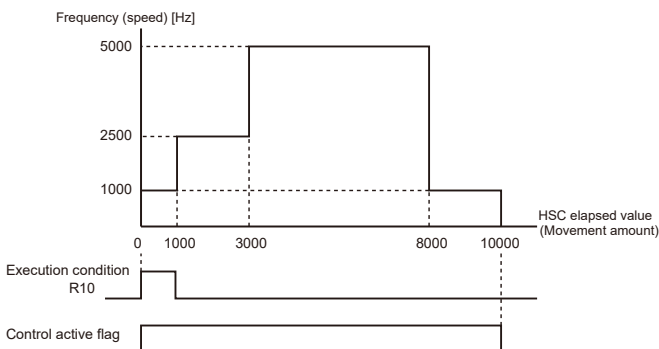 Frequency (speed) [Hz]
5000
2500
1000
HSC elapsed value
(Movement amount)
0 1000 3000 8000 10000
Execution condition
R10
Control active flag